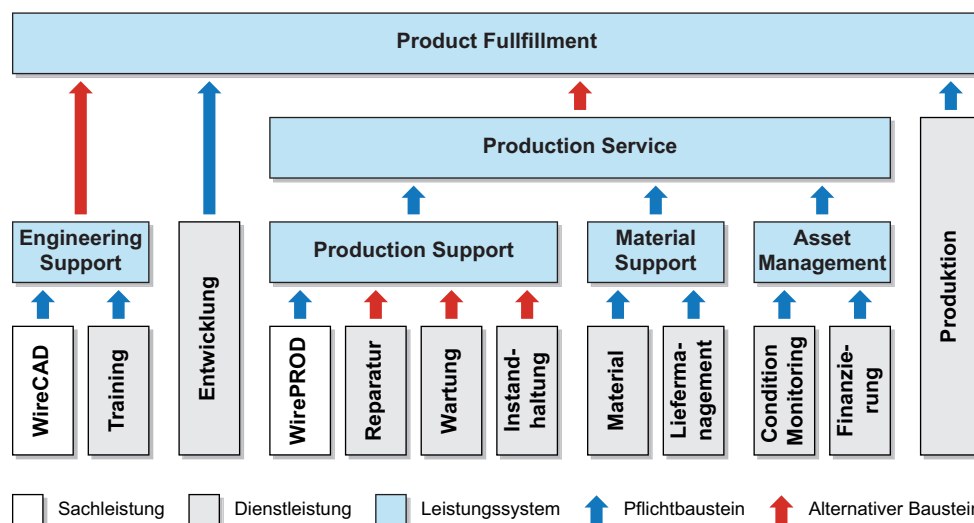 Product Fullfillment
Production Service
Engineering
Support
Production Support
Material
Support
Asset
Management
WireCAD
Training
Entwicklung
WirePROD
Reparatur
Wartung
Instand-
haltung
Material
Lieferma-
nagement
Condition
Monitoring
Finanzie-
rung
Produktion
Sachleistung
Dienstleistung
Leistungssystem
Pflichtbaustein
Alternativer Baustein